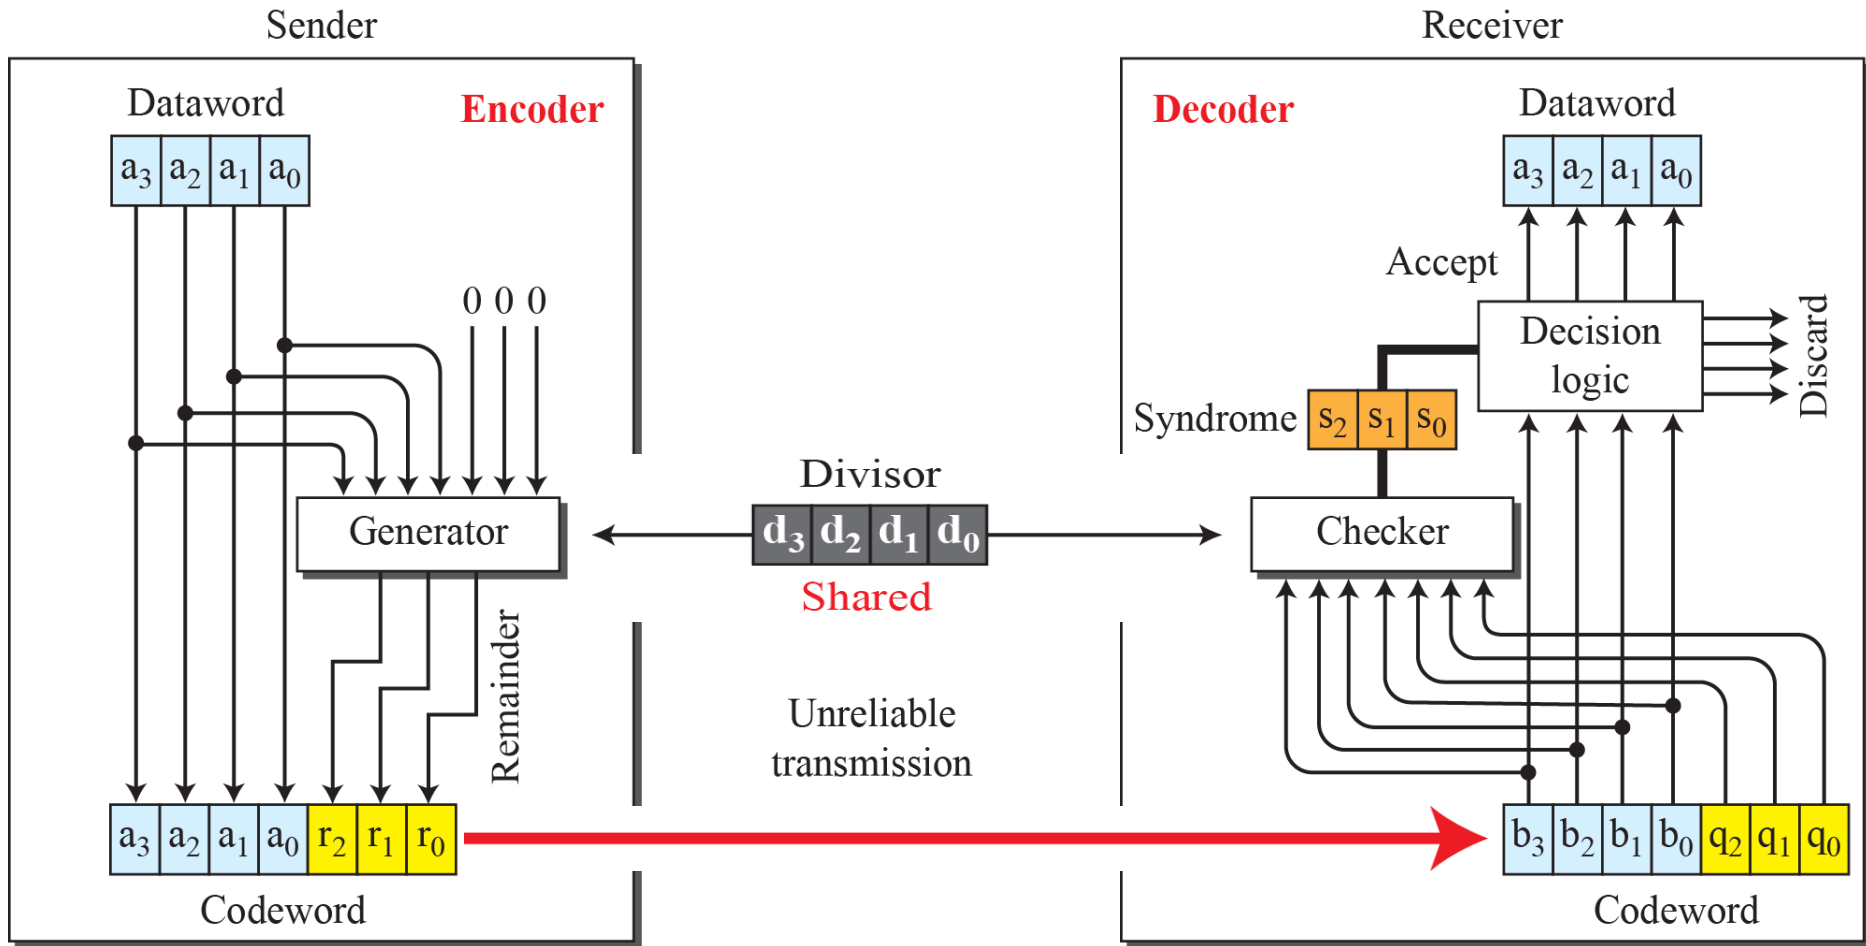 Sender
Receiver
Dataword
Encoder
Decoder
Dataword
a3 a2 a1 a0
a3 a2 a1 a0
Accept
0 0 0
Decision
logic
Discard
Syndrome
s2 s1 s0
Divisor
Generator
d3 d2 d1 d0
Checker
Shared
Remainder
Unreliable
transmission
a3 a2 a1 a0 r2 r1 r0
b3 b2 b1 b0 q2 q1 q0
Codeword
Codeword